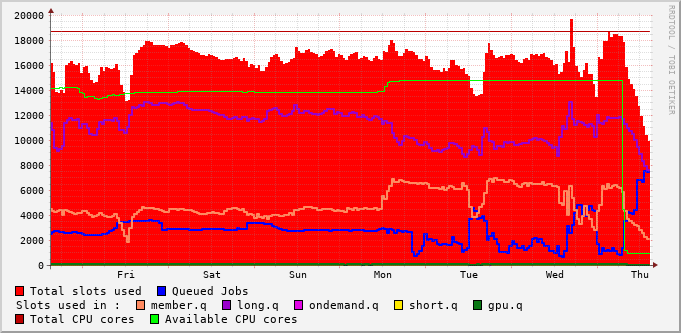 20000
18000
16000
14000
12000
10000
8000
6000
4000
2000
0
Fri Sat Sun Mon Tue Wed Thu
Total slots used Queued Jobs
Slots used in : member.q long.q ondemand.q short.q gpu.q
Total CPU cores Available CPU cores
RRDTOOL / TOBI OETIKER